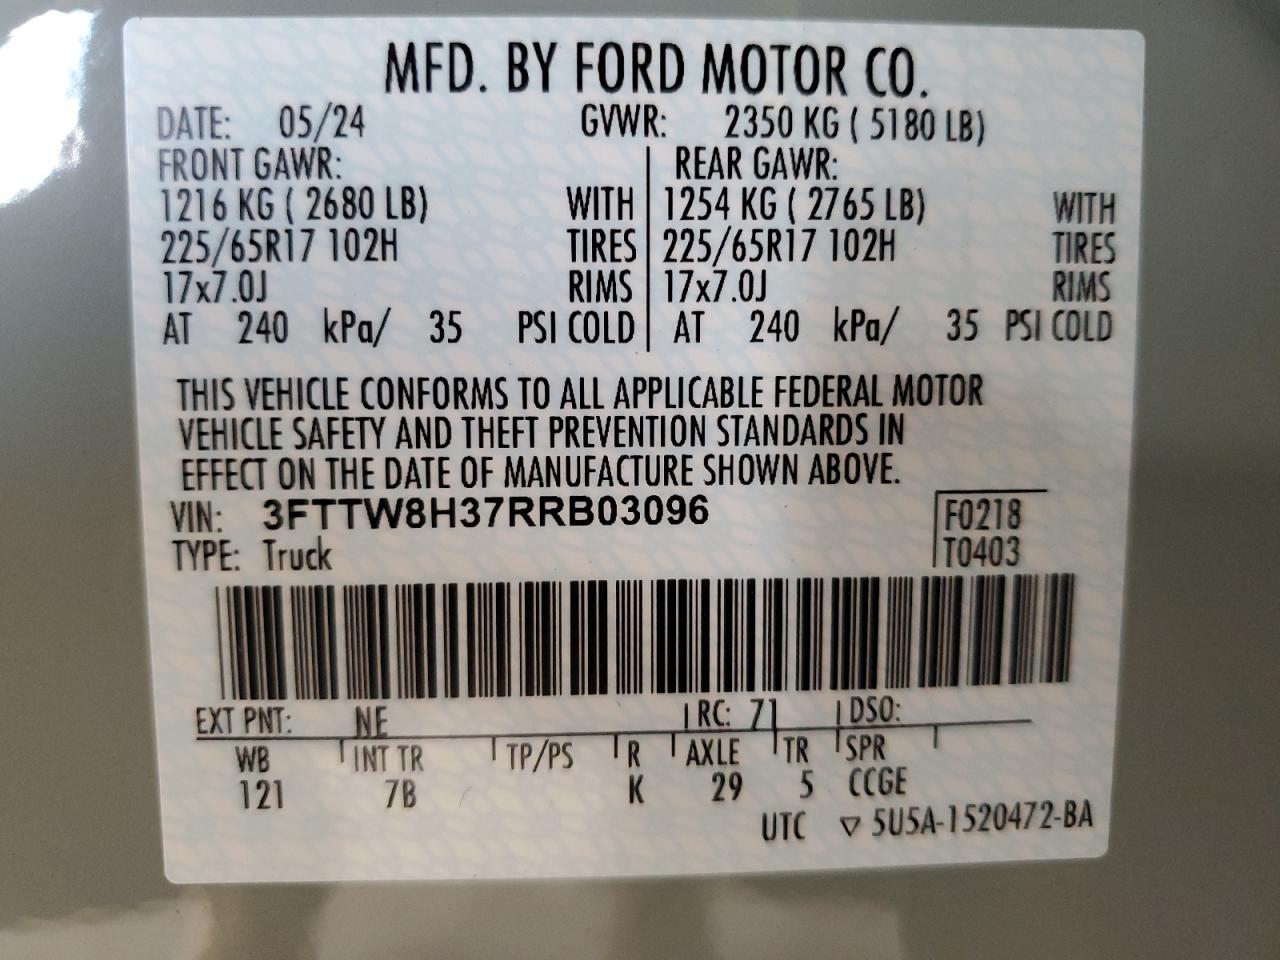 MFD. BY FORD MOTOR CO.
DATE: 05/24 GVWR: 2350 KG ( 5180 LB)
FRONT GAWR: REAR GAWR:
1216 KG ( 2680 LB) WITH 1254 KG ( 2765 LB) WITH
225/65R17 102H TIRES 225/65R17 102H TIRES
17x7.0J RIMS 17x7.0J RIMS
AT 240 kPa/ 35 PSI COLD AT 240 kPa/ 35 PSI COLD
THIS VEHICLE CONFORMS TO ALL APPLICABLE FEDERAL MOTOR
VEHICLE SAFETY AND THEFT PREVENTION STANDARDS IN
EFFECT ON THE DATE OF MANUFACTURE SHOWN ABOVE.
VIN: 3FTTW8H37RRB03096 F0218
TYPE: Truck T0403
EXT PNT: NE RC: 71 DSO:
WB INT TR TP/PS R AXLE TR SPR
121 7B K 29 5 CCGE
UTC ▽ 5U5A-1520472-BA